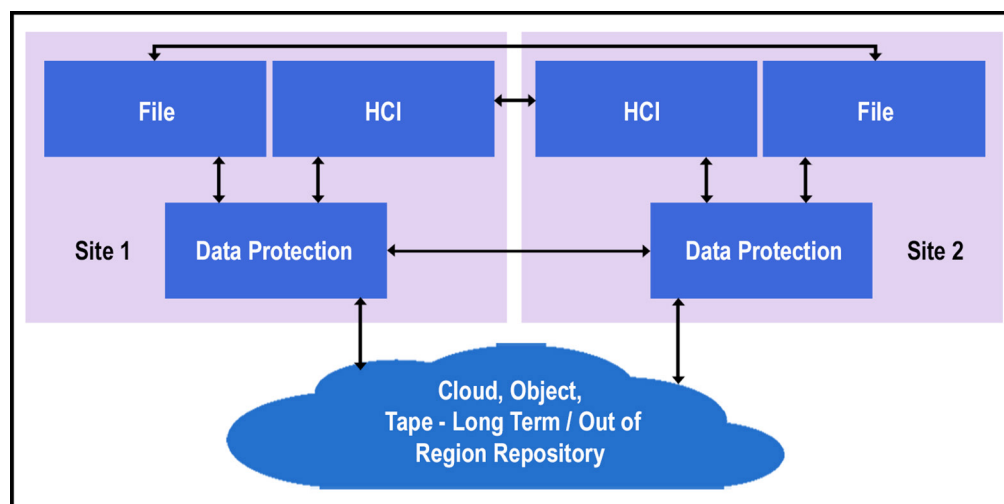 File
HCI
HCI
File
Site 1
Data Protection
Data Protection
Site 2
Cloud, Object,
Tape - Long Term / Out of
Region Repository